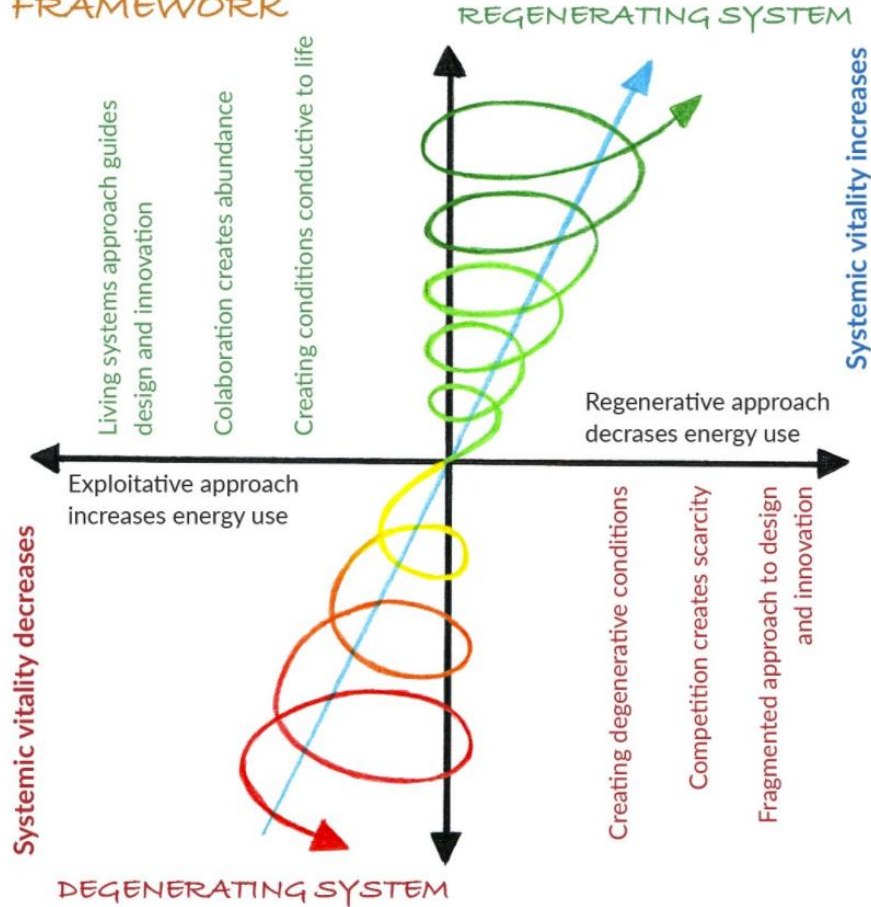 FRAMEWORK
REGENERATING SYSTEM
Living systems approach guides
design and innovation
Colaboration creates abundance
Creating conditions conductive to life
Systemic vitality increases
Regenerative approach
decrases energy use
Exploitative approach
increases energy use
Systemic vitality decreases
Creating degenerative conditions
Competition creates scarcity
Fragmented approach to design
and innovation
DEGENERATING SYSTEM